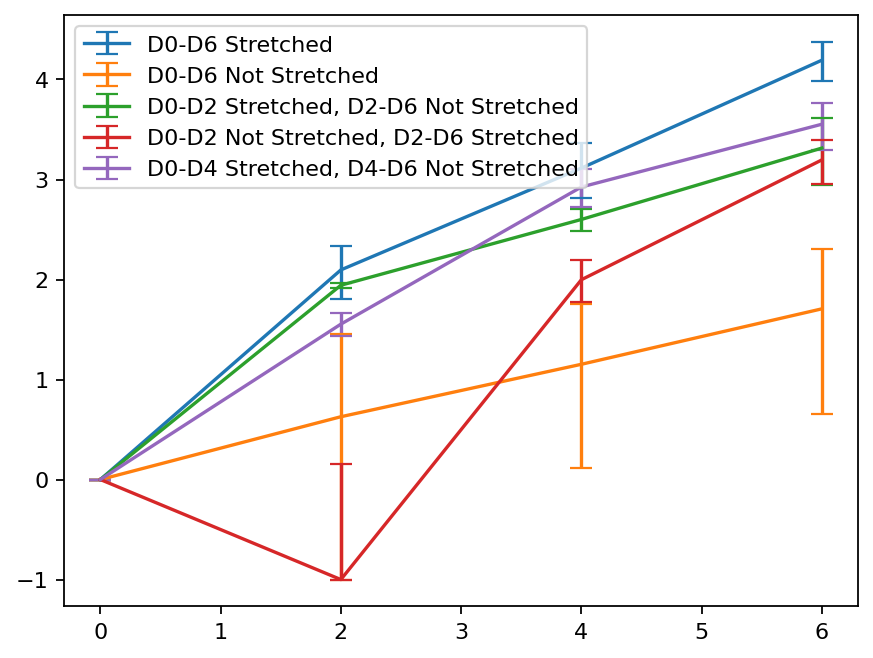 D0-D6 Stretched
D0-D6 Not Stretched
D0-D2 Stretched, D2-D6 Not Stretched
D0-D2 Not Stretched, D2-D6 Stretched
D0-D4 Stretched, D4-D6 Not Stretched
4
3
2
1
0
−1
0 1 2 3 4 5 6